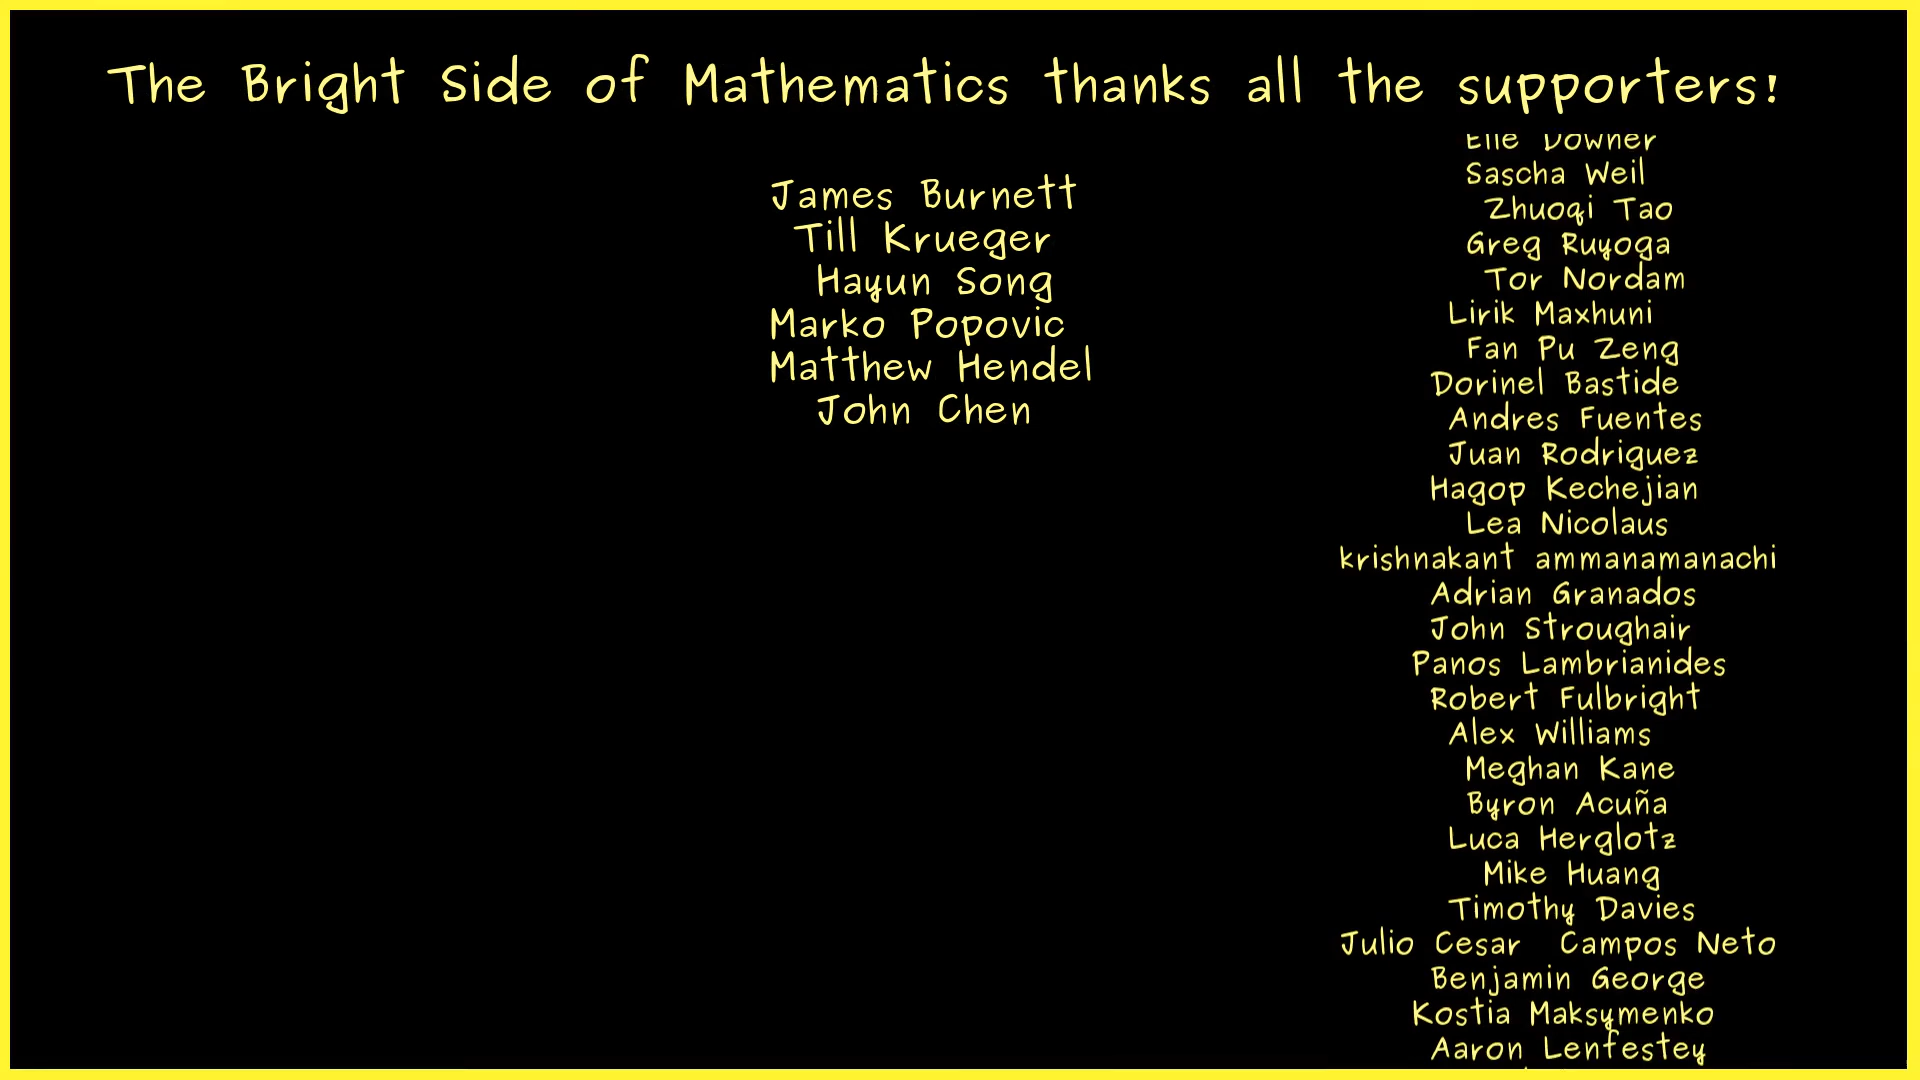 The Bright Side of Mathematics thanks all the supporters!
James Burnett
Till Krueger
Hayun Song
Marko Popovic
Matthew Hendel
John Chen
Elle Downer
Sascha Weil
Zhuoqi Tao
Greg Ruyoga
Tor Nordam
Lirik Maxhuni
Fan Pu Zeng
Dorinel Bastide
Andres Fuentes
Juan Rodriguez
Hagop Kechejian
Lea Nicolaus
krishnakant ammanamanachi
Adrian Granados
John Stroughair
Panos Lambrianides
Robert Fulbright
Alex Williams
Meghan Kane
Byron Acuña
Luca Herglotz
Mike Huang
Timothy Davies
Julio Cesar  Campos Neto
Benjamin George
Kostia Maksymenko
Aaron Lenfestey